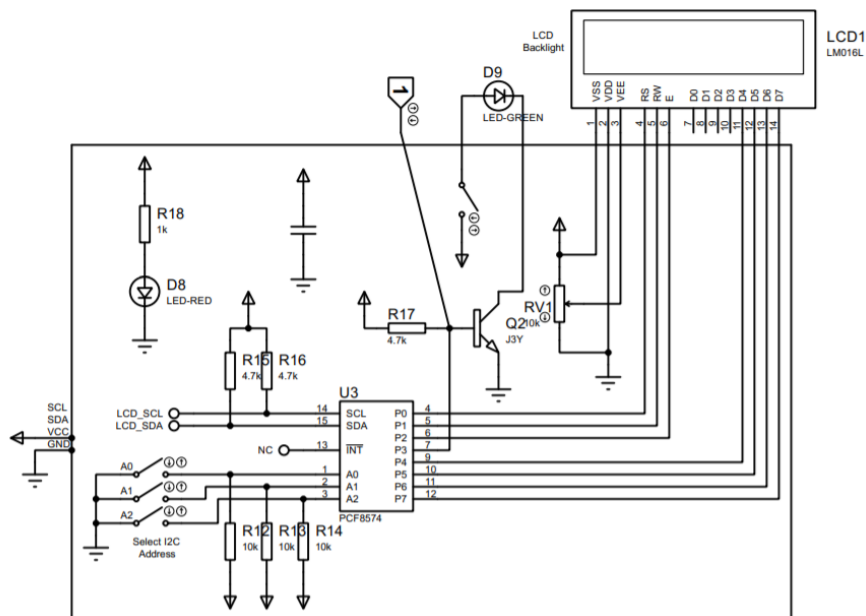 LCD
Backlight
LCD1
LM016L
VSS
VDD
VEE
RS
RW
E
D0
D1
D2
D3
D4
D5
D6
D7
1
2
3
4
5
6
7
8
9
10
11
12
13
14
1
D9
LED-GREEN
R18
1k
D8
LED-RED
R17
4.7k
Q2
J3Y
RV1
10k
R15
4.7k
R16
4.7k
U3
LCD_SCL
LCD_SDA
NC
14
15
13
1
2
3
SCL
SDA
INT
A0
A1
A2
P0
P1
P2
P3
P4
P5
P6
P7
4
5
6
7
9
10
11
12
PCF8574
SCL
SDA
VCC
GND
A0
A1
A2
Select I2C
Address
R12
10k
R13
10k
R14
10k